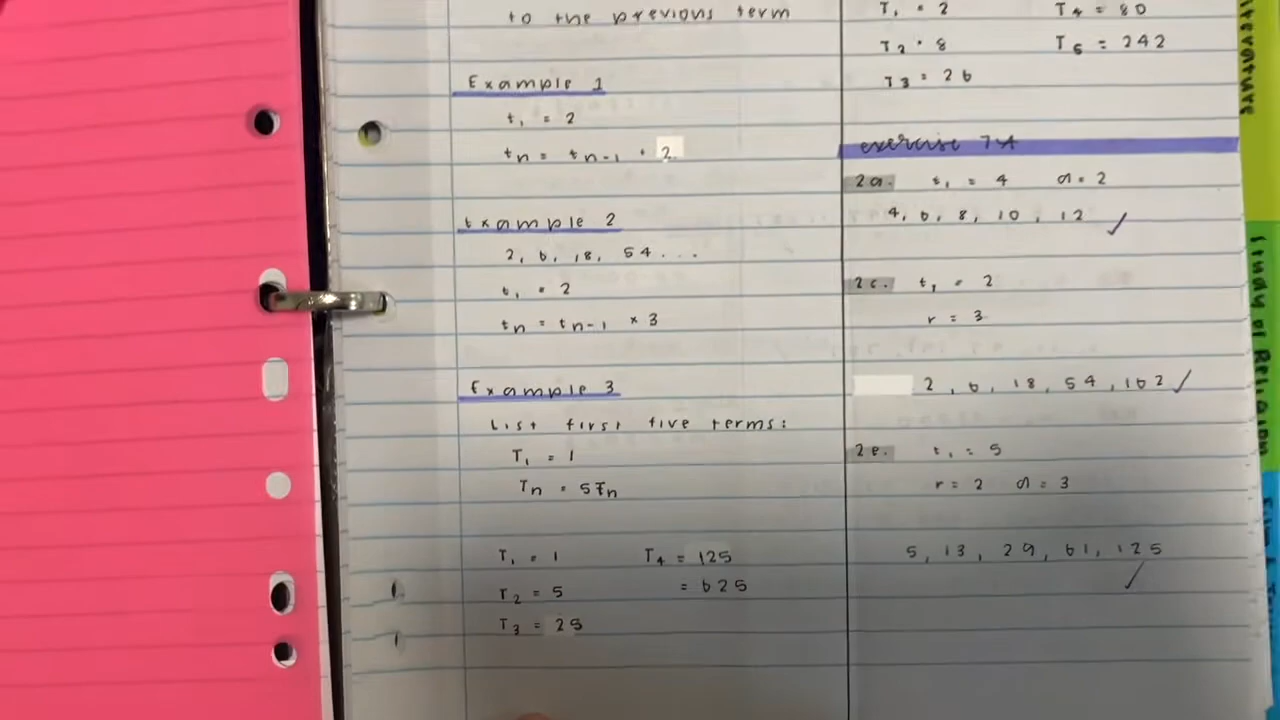 to the previous term
Example 1
t₁ = 2
tn = tn-1 · 2
Example 2
2, 6, 18, 54...
t₁ = 2
tn = tn-1 × 3
Example 3
List first five terms:
T₁ = 1
Tn = 5Tn
T₁ = 1 T₄ = 125
T₂ = 5 = 625
T₃ = 25
T₁ = 2 T₄ = 80
T₂ = 8 T₅ = 242
T₃ = 26
exercise 7A
2a. t₁ = 4 d = 2
4, 6, 8, 10, 12 ✓
2c. t₁ = 2
r = 3
2, 6, 18, 54, 162 ✓
2e. t₁ = 5
r = 2 d = 3
5, 13, 29, 61, 125
✓
Study of Religion